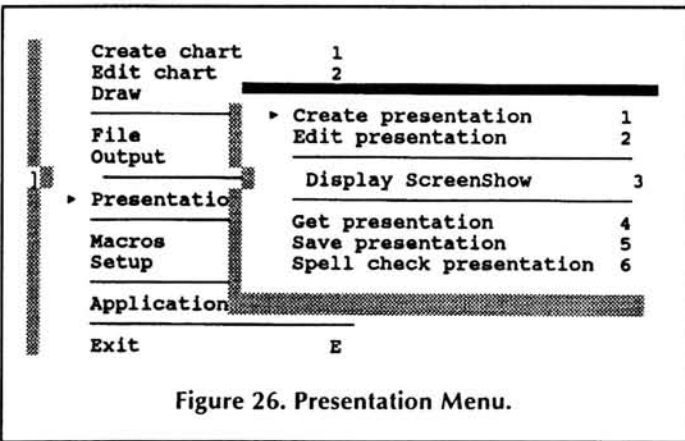 Create chart 1
Edit chart 2
Draw
File
Output
Presentatio
Macros
Setup
Application
Exit E
► Create presentation 1
Edit presentation 2
Display ScreenShow 3
Get presentation 4
Save presentation 5
Spell check presentation 6
Figure 26. Presentation Menu.